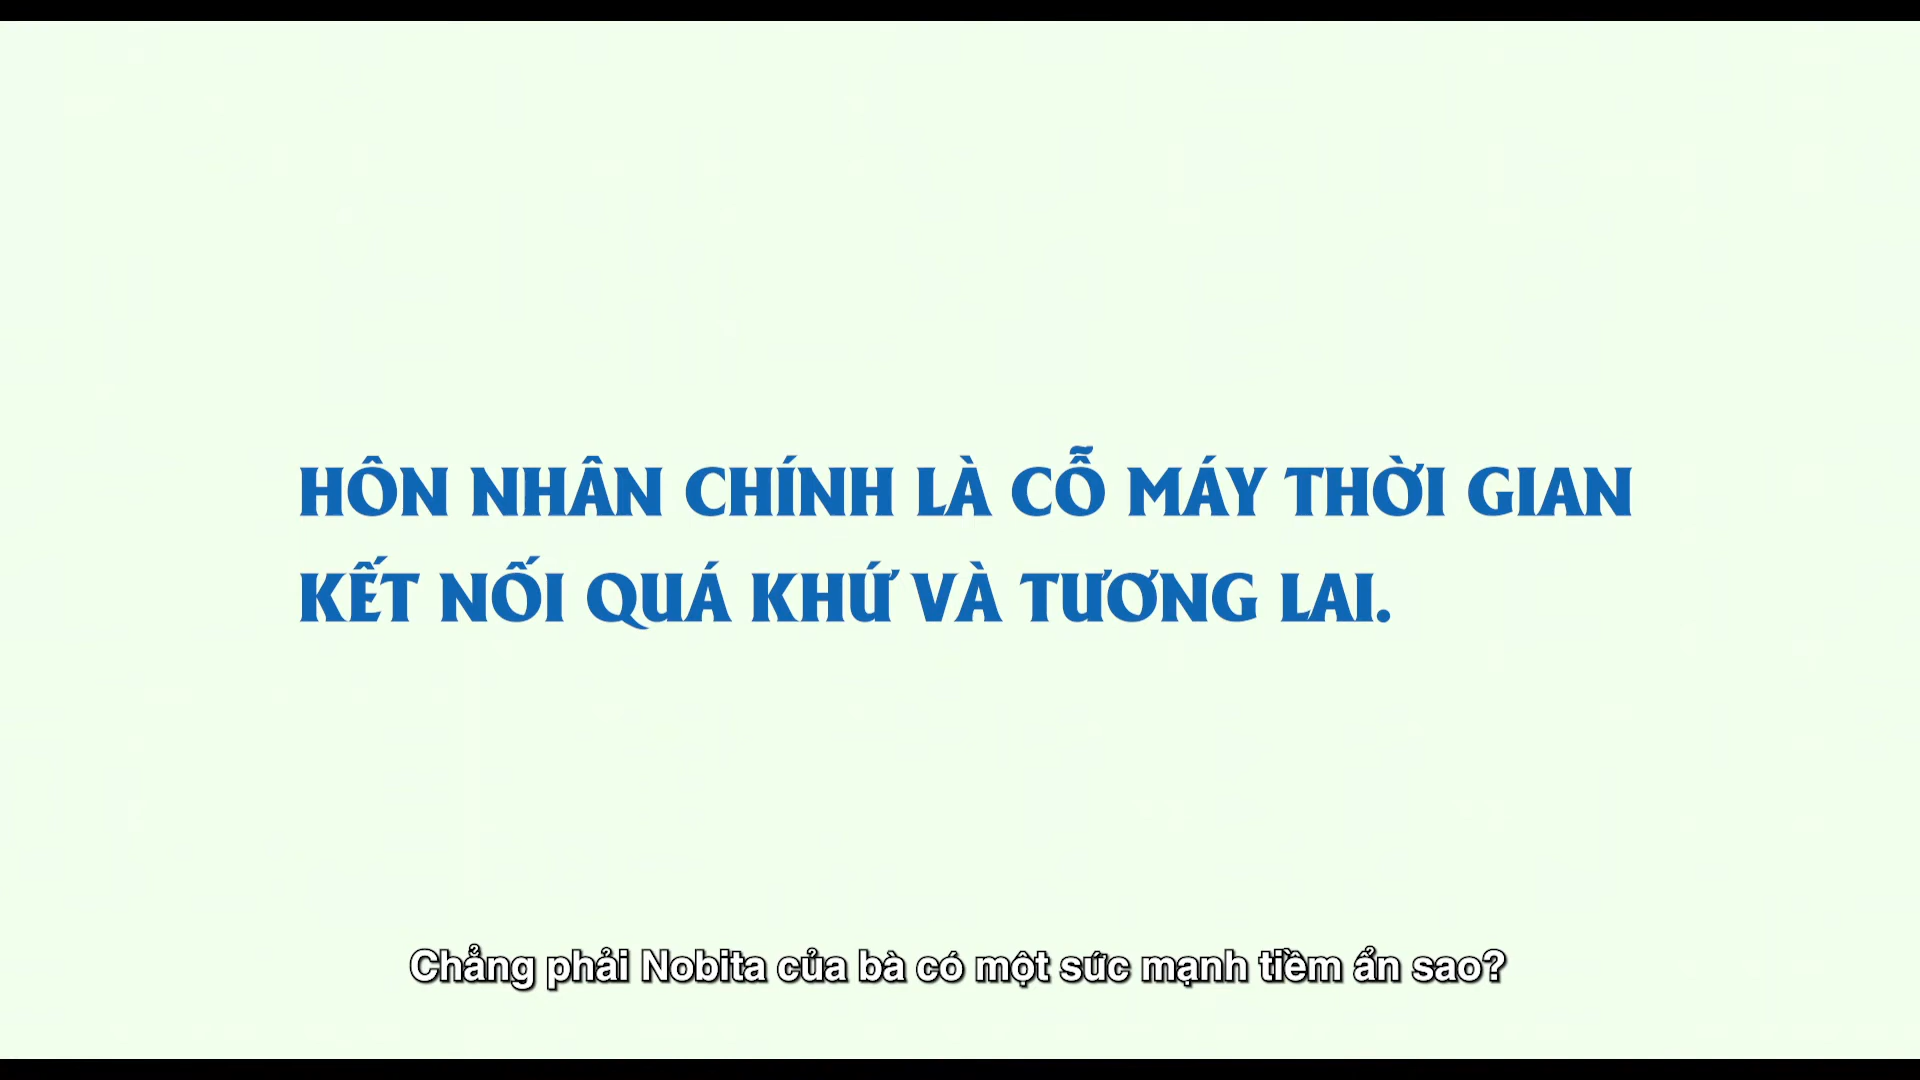 HÔN NHÂN CHÍNH LÀ CỖ MÁY THỜI GIAN
KẾT NỐI QUÁ KHỨ VÀ TƯƠNG LAI.
Chẳng phải Nobita của bà có một sức mạnh tiềm ẩn sao?